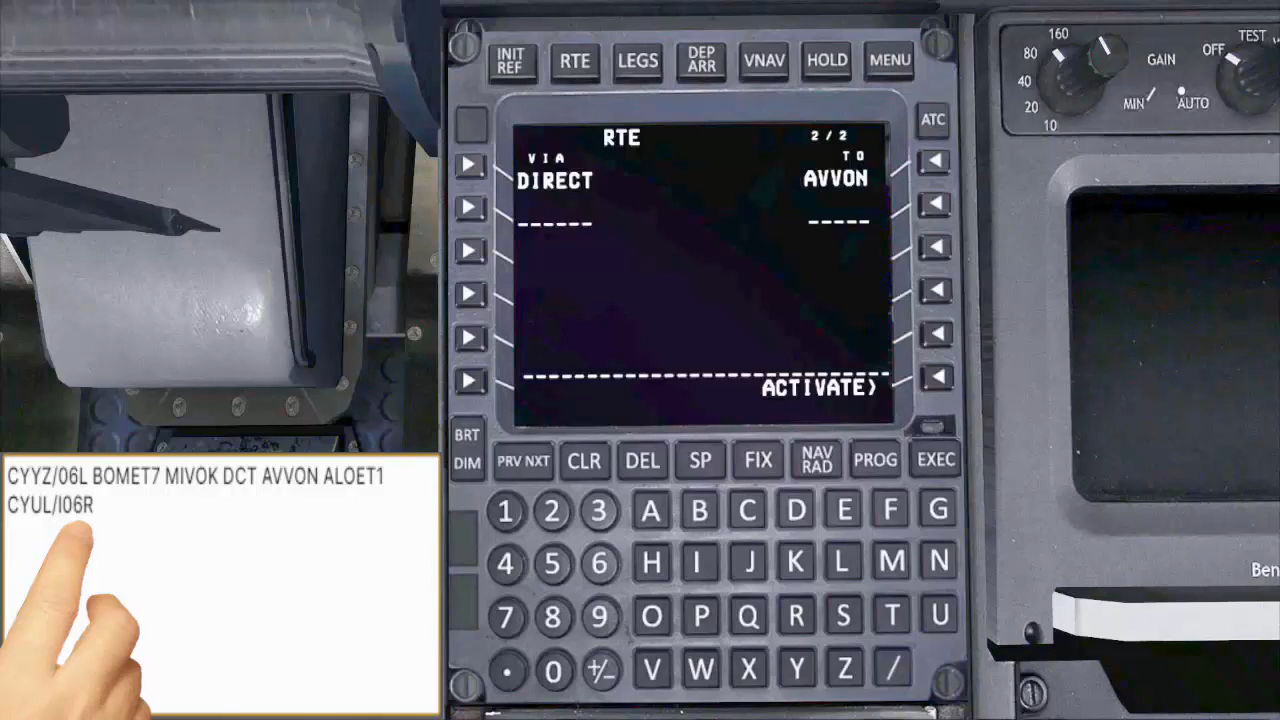 INIT REF RTE LEGS DEP ARR VNAV HOLD MENU
160
80
40
20
10
GAIN
MIN
AUTO
OFF
TEST
ATC
RTE 2/2
VIA TO
DIRECT AVVON
------ -----
ACTIVATE>
BRT
DIM
PRV NXT CLR DEL SP FIX NAV RAD PROG EXEC
1 2 3 A B C D E F G
4 5 6 H I J K L M N
7 8 9 O P Q R S T U
. 0 +/- V W X Y Z /
CYYZ/06L BOMET7 MIVOK DCT AVVON ALOET1
CYUL/I06R